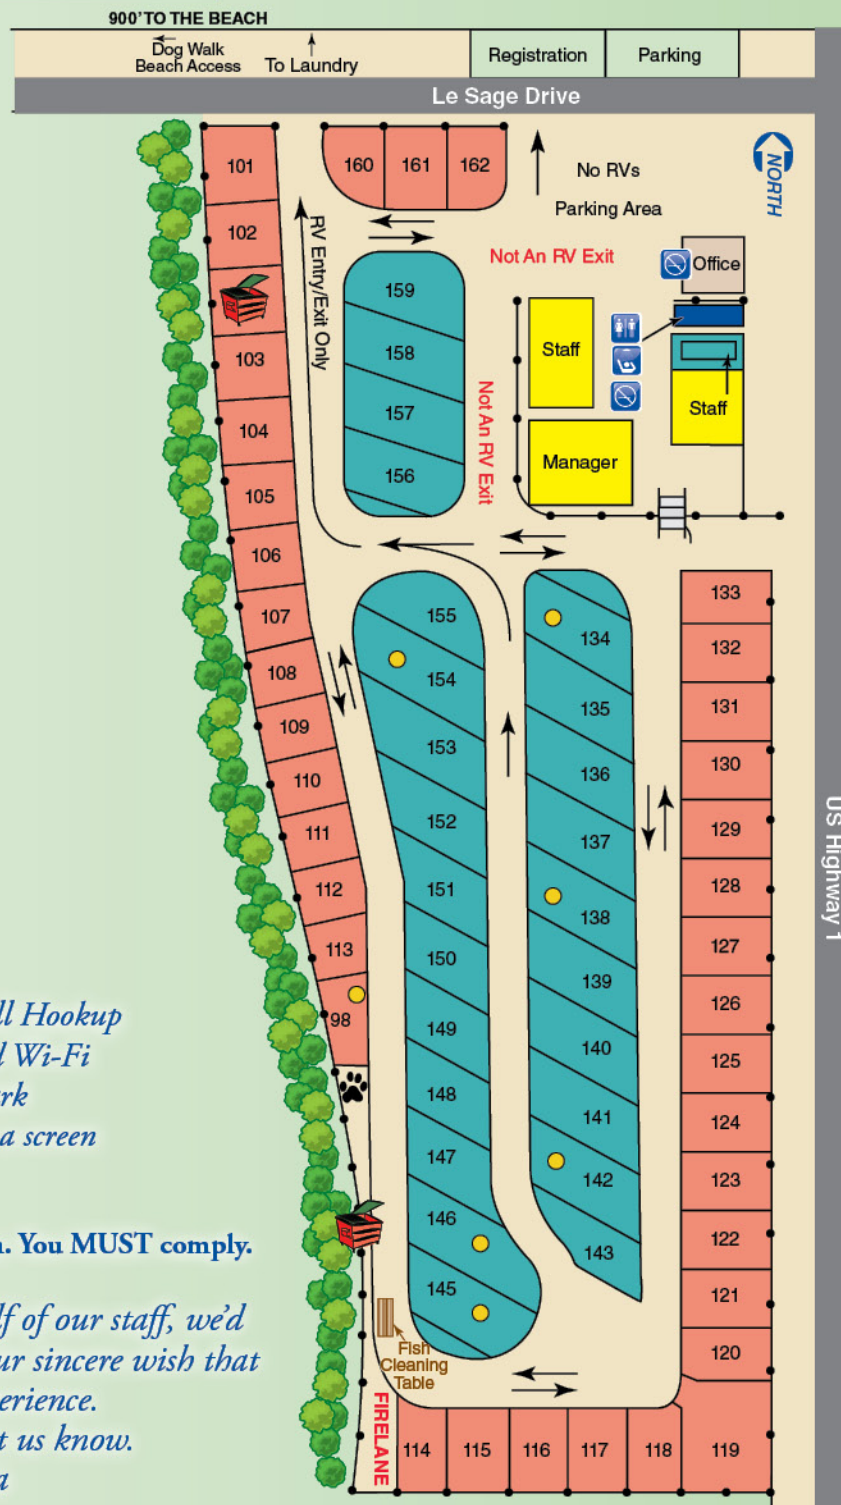 900' TO THE BEACH
Dog Walk
Beach Access
To Laundry
Registration
Parking
Le Sage Drive
101
160
161
162
No RVs
Parking Area
NORTH
102
RV Entry/Exit Only
Not An RV Exit
Office
159
103
158
Staff
157
Not An RV Exit
Staff
104
156
Manager
105
106
107
108
109
110
111
112
113
98
155
154
153
152
151
150
149
148
147
146
145
134
135
136
137
138
139
140
141
142
143
133
132
131
130
129
128
127
126
125
124
123
122
121
120
US Highway 1
ll Hookup
l Wi-Fi
rk
a screen
. You MUST comply.
lf of our staff, we'd
ur sincere wish that
erience.
t us know.
a
Fish
Cleaning
Table
FIRELANE
114
115
116
117
118
119